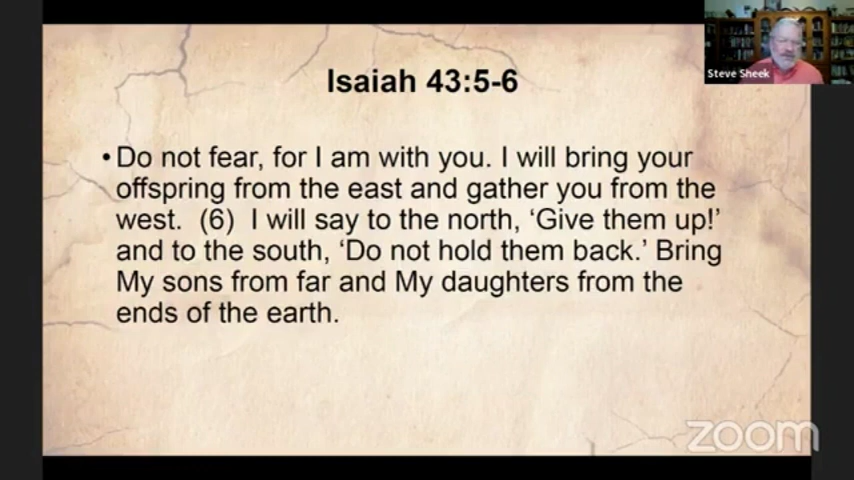 Isaiah 43:5-6
Steve Sheek
• Do not fear, for I am with you. I will bring your
offspring from the east and gather you from the
west.  (6)  I will say to the north, ‘Give them up!’
and to the south, ‘Do not hold them back.’ Bring
My sons from far and My daughters from the
ends of the earth.
zoom